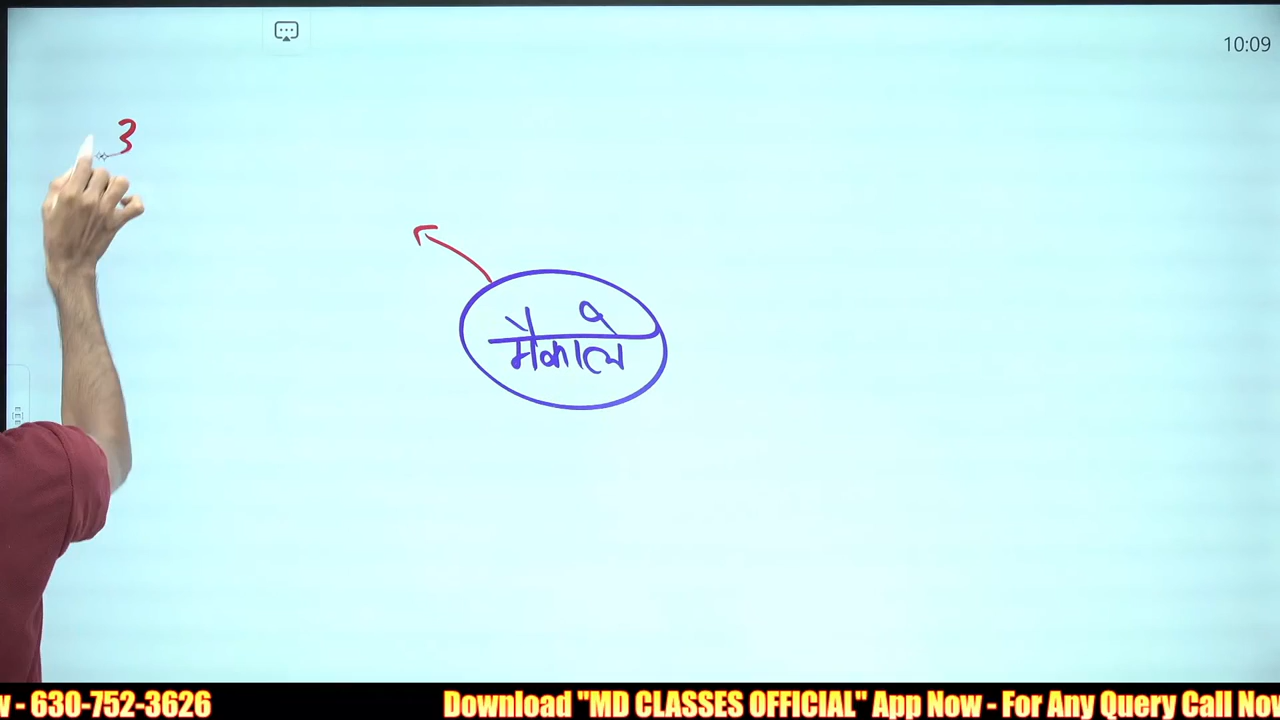 10:09
3
मैकाले
w - 630-752-3626 Download "MD CLASSES OFFICIAL" App Now - For Any Query Call Now